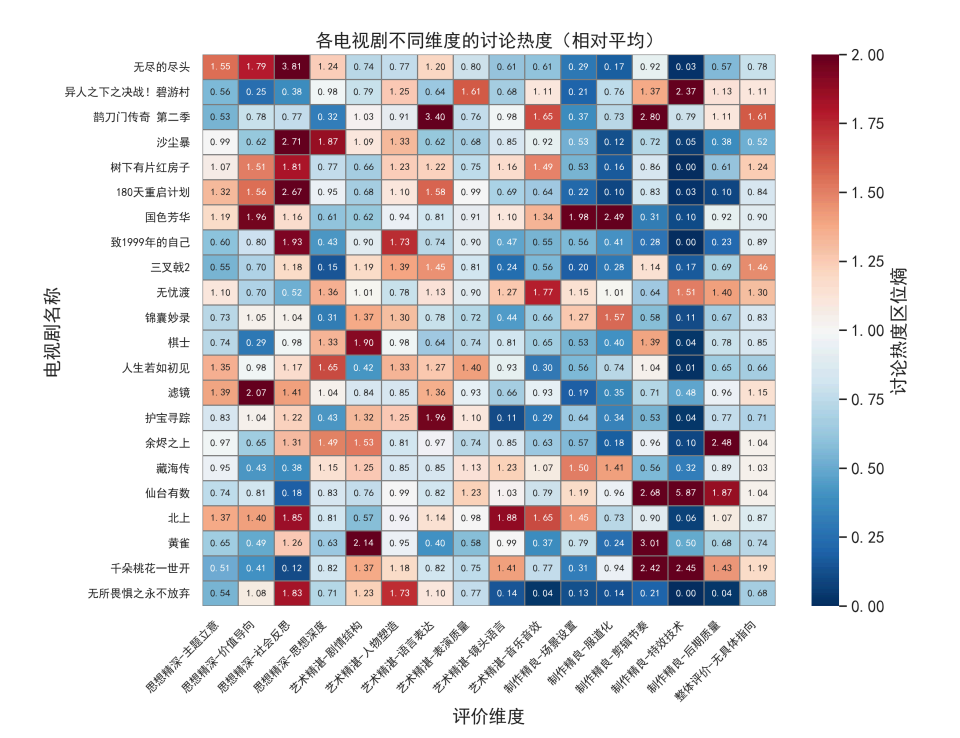 各电视剧不同维度的讨论热度（相对平均）
无尽的尽头 1.55 1.79 3.81 1.24 0.74 0.77 1.20 0.80 0.61 0.61 0.29 0.17 0.92 0.03 0.57 0.78
异人之下之决战！碧游村 0.56 0.25 0.38 0.98 0.79 1.25 0.64 1.61 0.68 1.11 0.21 0.76 1.37 2.37 1.13 1.11
鹊刀门传奇 第二季 0.53 0.78 0.77 0.32 1.03 0.91 3.40 0.76 0.98 1.65 0.37 0.73 2.80 0.79 1.11 1.61
沙尘暴 0.99 0.62 2.71 1.87 1.09 1.33 0.62 0.68 0.85 0.92 0.53 0.12 0.72 0.05 0.38 0.52
树下有片红房子 1.07 1.51 1.81 0.77 0.66 1.23 1.22 0.75 1.16 1.49 0.53 0.16 0.86 0.00 0.61 1.24
180天重启计划 1.32 1.56 2.67 0.95 0.68 1.10 1.58 0.99 0.69 0.64 0.22 0.10 0.83 0.03 0.10 0.84
国色芳华 1.19 1.96 1.16 0.61 0.62 0.94 0.81 0.91 1.10 1.34 1.98 2.49 0.31 0.10 0.92 0.90
致1999年的自己 0.60 0.80 1.93 0.43 0.90 1.73 0.74 0.90 0.47 0.55 0.56 0.41 0.28 0.00 0.23 0.89
三叉戟2 0.55 0.70 1.18 0.15 1.19 1.39 1.45 0.81 0.24 0.56 0.20 0.28 1.14 0.17 0.69 1.46
无忧渡 1.10 0.70 0.52 1.36 1.01 0.78 1.13 0.90 1.27 1.77 1.15 1.01 0.64 1.51 1.40 1.30
锦囊妙录 0.73 1.05 1.04 0.31 1.37 1.30 0.78 0.72 0.44 0.66 1.27 1.57 0.58 0.11 0.67 0.83
棋士 0.74 0.29 0.98 1.33 1.90 0.98 0.64 0.74 0.81 0.65 0.53 0.40 1.39 0.04 0.78 0.85
人生若如初见 1.35 0.98 1.17 1.65 0.42 1.33 1.27 1.40 0.93 0.30 0.56 0.74 1.04 0.01 0.65 0.66
滤镜 1.39 2.07 1.41 1.04 0.84 0.85 1.36 0.93 0.66 0.93 0.19 0.35 0.71 0.48 0.96 1.15
护宝寻踪 0.83 1.04 1.22 0.43 1.32 1.25 1.96 1.10 0.11 0.29 0.64 0.34 0.53 0.04 0.77 0.71
余烬之上 0.97 0.65 1.31 1.49 1.53 0.81 0.97 0.74 0.85 0.63 0.57 0.18 0.96 0.10 2.48 1.04
藏海传 0.95 0.43 0.38 1.15 1.25 0.85 0.85 1.13 1.23 1.07 1.50 1.41 0.56 0.32 0.89 1.03
仙台有数 0.74 0.81 0.18 0.83 0.76 0.99 0.82 1.23 1.03 0.79 1.19 0.96 2.68 5.87 1.87 1.04
北上 1.37 1.40 1.85 0.81 0.57 0.96 1.14 0.98 1.88 1.65 1.45 0.73 0.90 0.06 1.07 0.87
黄雀 0.65 0.49 1.26 0.63 2.14 0.95 0.40 0.58 0.99 0.37 0.79 0.24 3.01 0.50 0.68 0.74
千朵桃花一世开 0.51 0.41 0.12 0.82 1.37 1.18 0.82 0.75 1.41 0.77 0.31 0.94 2.42 2.45 1.43 1.19
无所畏惧之永不放弃 0.54 1.08 1.83 0.71 1.23 1.73 1.10 0.77 0.14 0.04 0.13 0.14 0.21 0.00 0.04 0.68
思想精深-主题立意
思想精深-价值导向
思想精深-社会反思
思想精深-思想深度
艺术精湛-剧情结构
艺术精湛-人物塑造
艺术精湛-语言表达
艺术精湛-表演质量
艺术精湛-镜头语言
艺术精湛-音乐音效
制作精良-场景设置
制作精良-服道化
制作精良-剪辑节奏
制作精良-特效技术
制作精良-后期质量
整体评价-无具体指向
评价维度
电视剧名称
2.00
1.75
1.50
1.25
1.00
0.75
0.50
0.25
0.00
讨论热度区位熵